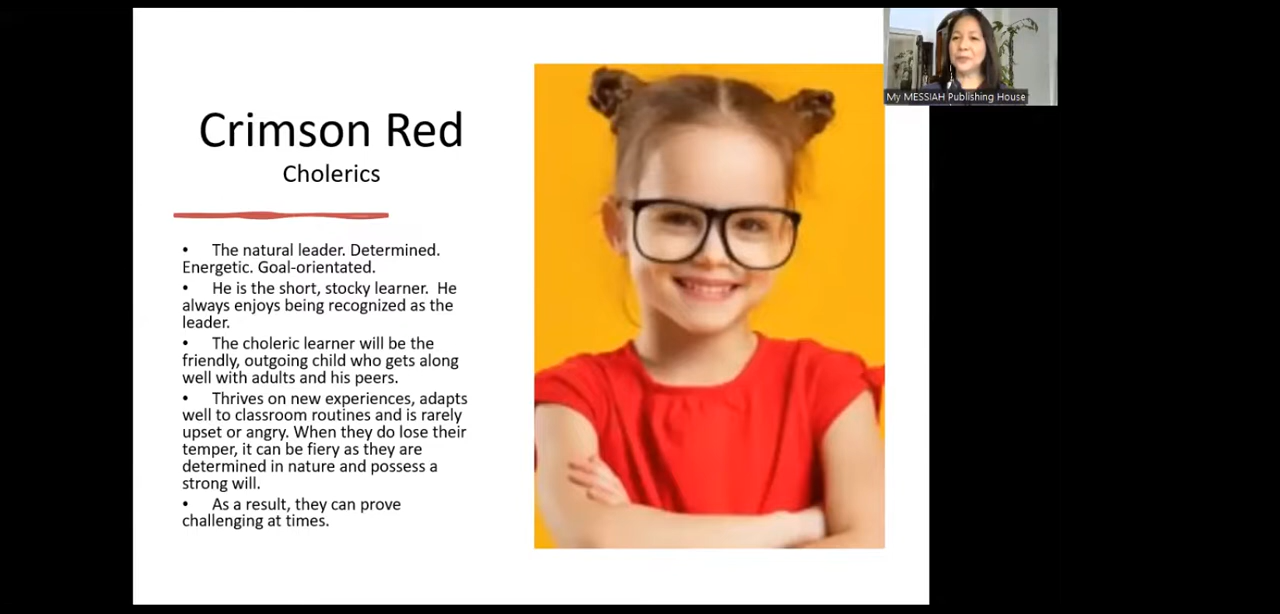 Crimson Red
Cholerics
• The natural leader. Determined.
Energetic. Goal-orientated.
• He is the short, stocky learner. He
always enjoys being recognized as the
leader.
• The choleric learner will be the
friendly, outgoing child who gets along
well with adults and his peers.
• Thrives on new experiences, adapts
well to classroom routines and is rarely
upset or angry. When they do lose their
temper, it can be fiery as they are
determined in nature and possess a
strong will.
• As a result, they can prove
challenging at times.
My MESSIAH Publishing House